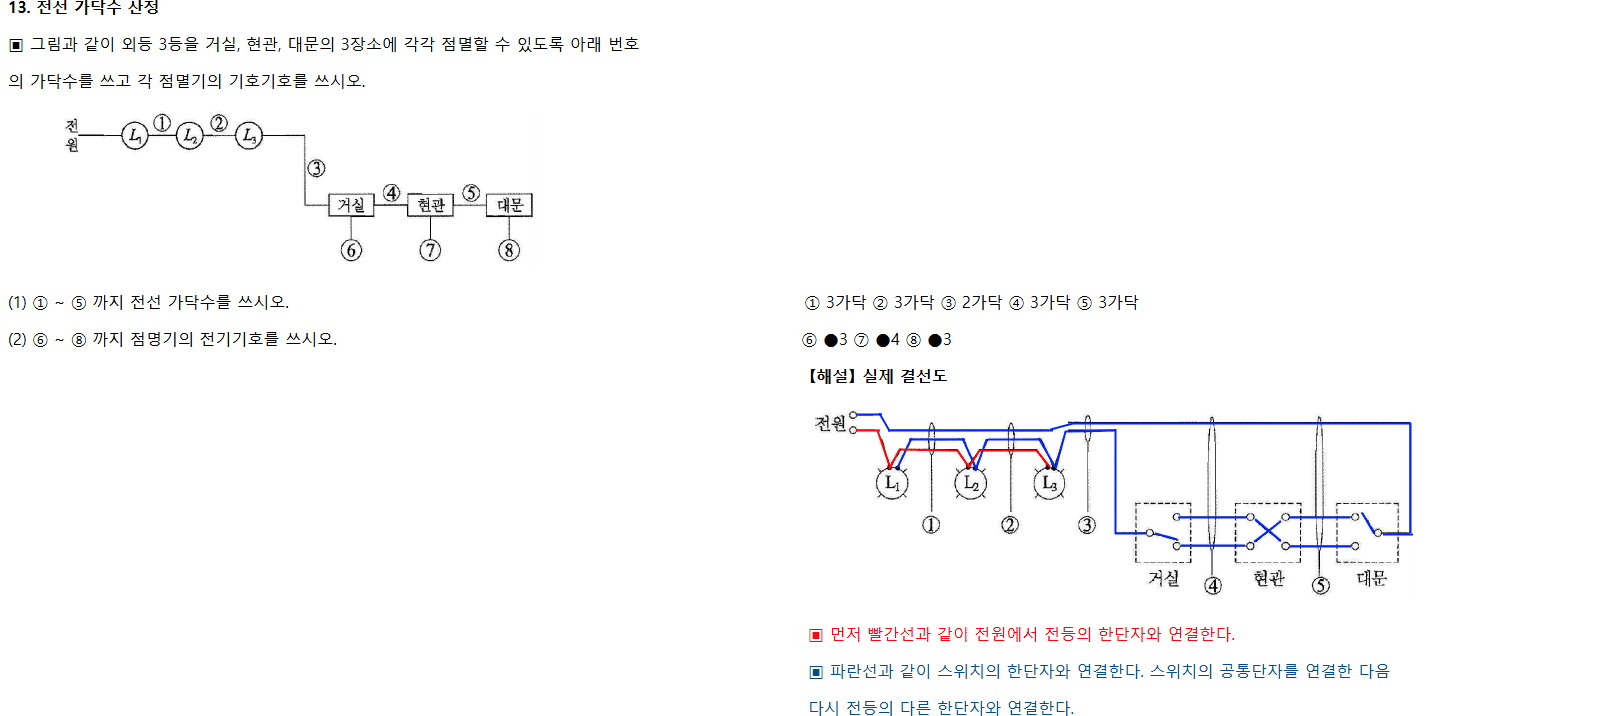 13. 전선 가닥수 산정
▣ 그림과 같이 외등 3등을 거실, 현관, 대문의 3장소에 각각 점멸할 수 있도록 아래 번호
의 가닥수를 쓰고 각 점멸기의 기호기호를 쓰시오.
전
원
L₁ ① L₂ ② L₃
③
거실 ④ 현관 ⑤ 대문
⑥ ⑦ ⑧
(1) ① ~ ⑤ 까지 전선 가닥수를 쓰시오.
(2) ⑥ ~ ⑧ 까지 점명기의 전기기호를 쓰시오.
① 3가닥 ② 3가닥 ③ 2가닥 ④ 3가닥 ⑤ 3가닥
⑥ ●3 ⑦ ●4 ⑧ ●3
【해설】 실제 결선도
전원
L₁ L₂ L₃
① ② ③
거실 ④ 현관 ⑤ 대문
▣ 먼저 빨간선과 같이 전원에서 전등의 한단자와 연결한다.
▣ 파란선과 같이 스위치의 한단자와 연결한다. 스위치의 공통단자를 연결한 다음
다시 전등의 다른 한단자와 연결한다.